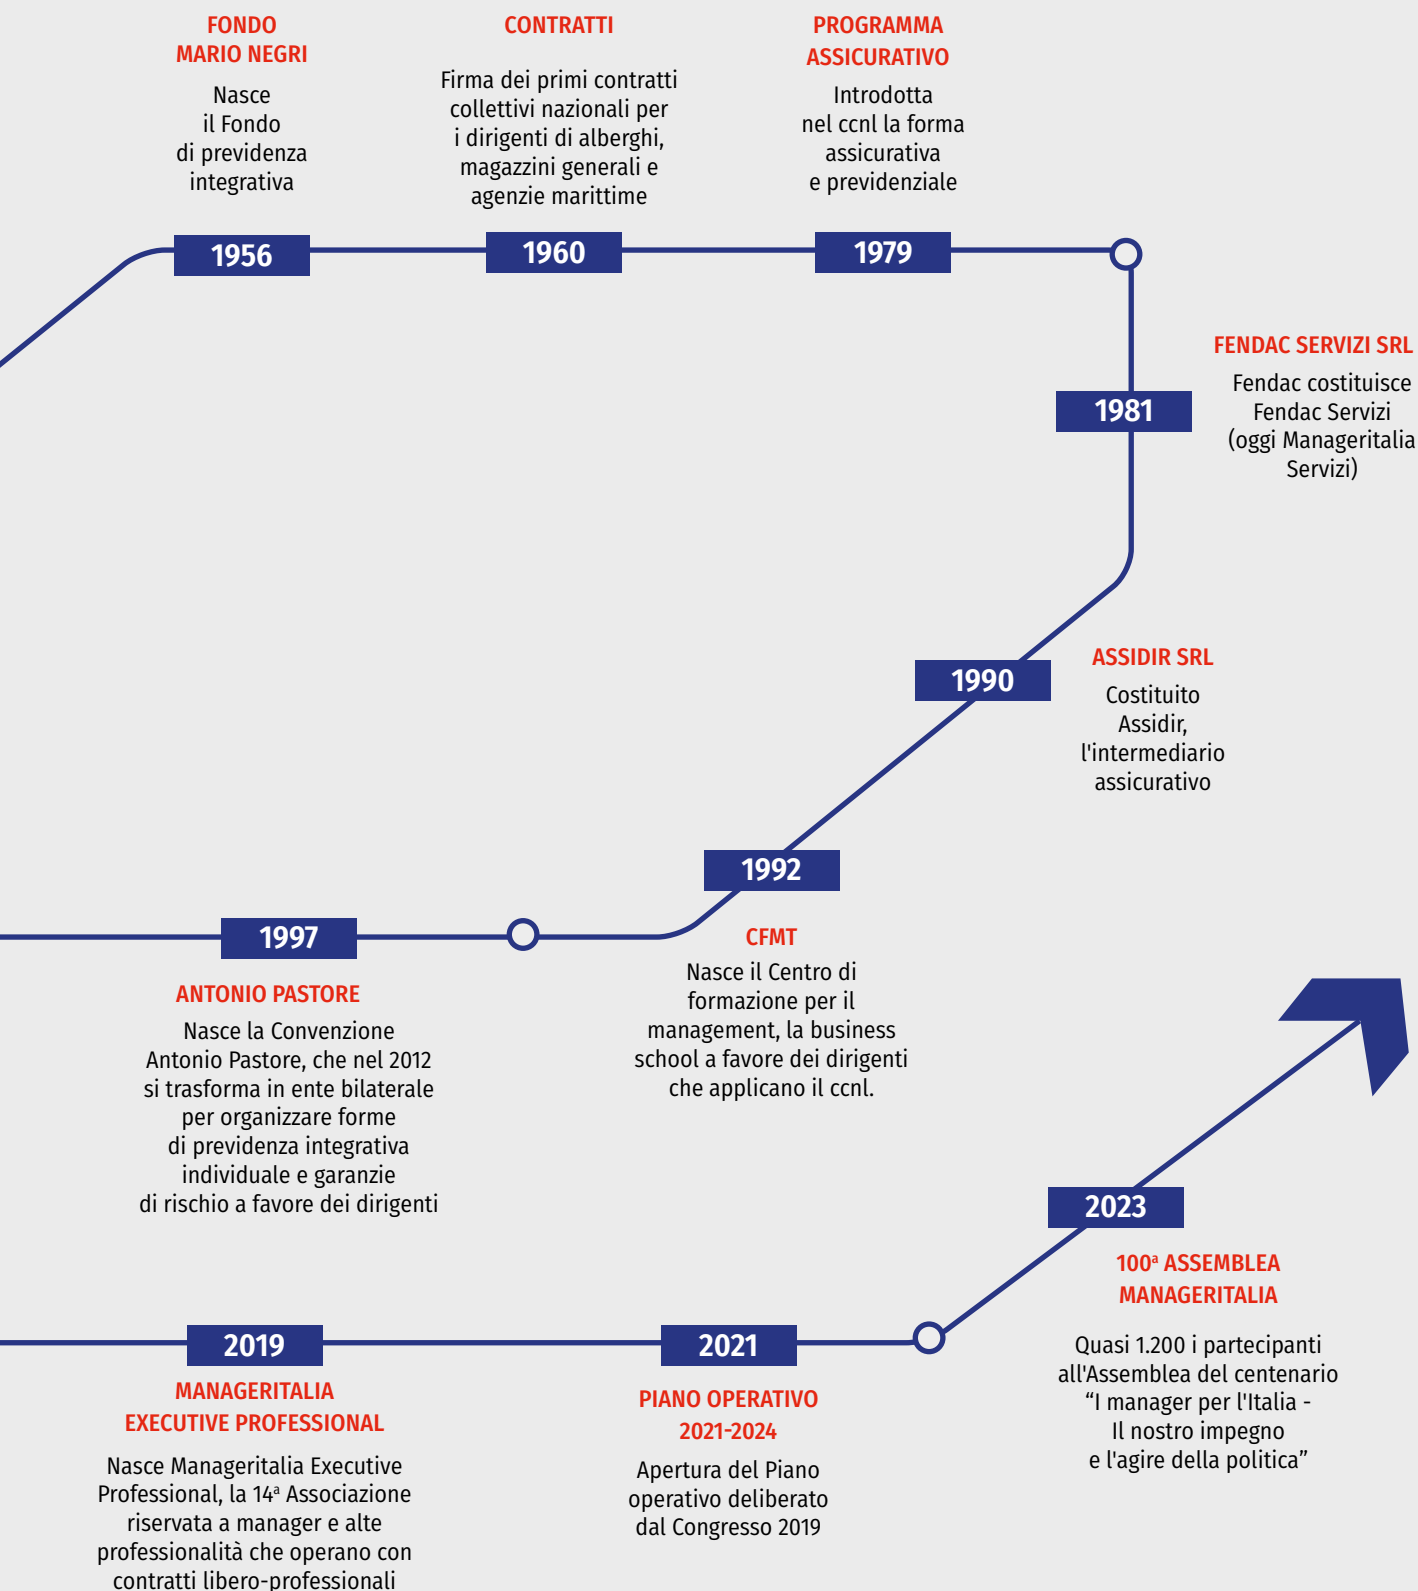 FONDO
MARIO NEGRI
Nasce
il Fondo
di previdenza
integrativa
1956
CONTRATTI
Firma dei primi contratti
collettivi nazionali per
i dirigenti di alberghi,
magazzini generali e
agenzie marittime
1960
PROGRAMMA
ASSICURATIVO
Introdotta
nel ccnl la forma
assicurativa
e previdenziale
1979
FENDAC SERVIZI SRL
Fendac costituisce
Fendac Servizi
(oggi Manageritalia
Servizi)
1981
1990
ASSIDIR SRL
Costituito
Assidir,
l'intermediario
assicurativo
1992
CFMT
Nasce il Centro di
formazione per il
management, la business
school a favore dei dirigenti
che applicano il ccnl.
1997
ANTONIO PASTORE
Nasce la Convenzione
Antonio Pastore, che nel 2012
si trasforma in ente bilaterale
per organizzare forme
di previdenza integrativa
individuale e garanzie
di rischio a favore dei dirigenti
2019
MANAGERITALIA
EXECUTIVE PROFESSIONAL
Nasce Manageritalia Executive
Professional, la 14ª Associazione
riservata a manager e alte
professionalità che operano con
contratti libero-professionali
2021
PIANO OPERATIVO
2021-2024
Apertura del Piano
operativo deliberato
dal Congresso 2019
2023
100ª ASSEMBLEA
MANAGERITALIA
Quasi 1.200 i partecipanti
all'Assemblea del centenario
“I manager per l'Italia -
Il nostro impegno
e l'agire della politica”